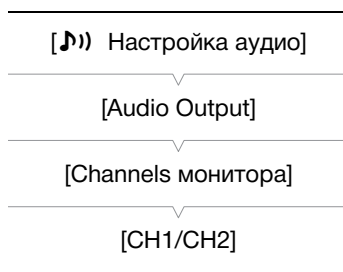 [♪)) Настройка аудио]
[Audio Output]
[Channels монитора]
[CH1/CH2]